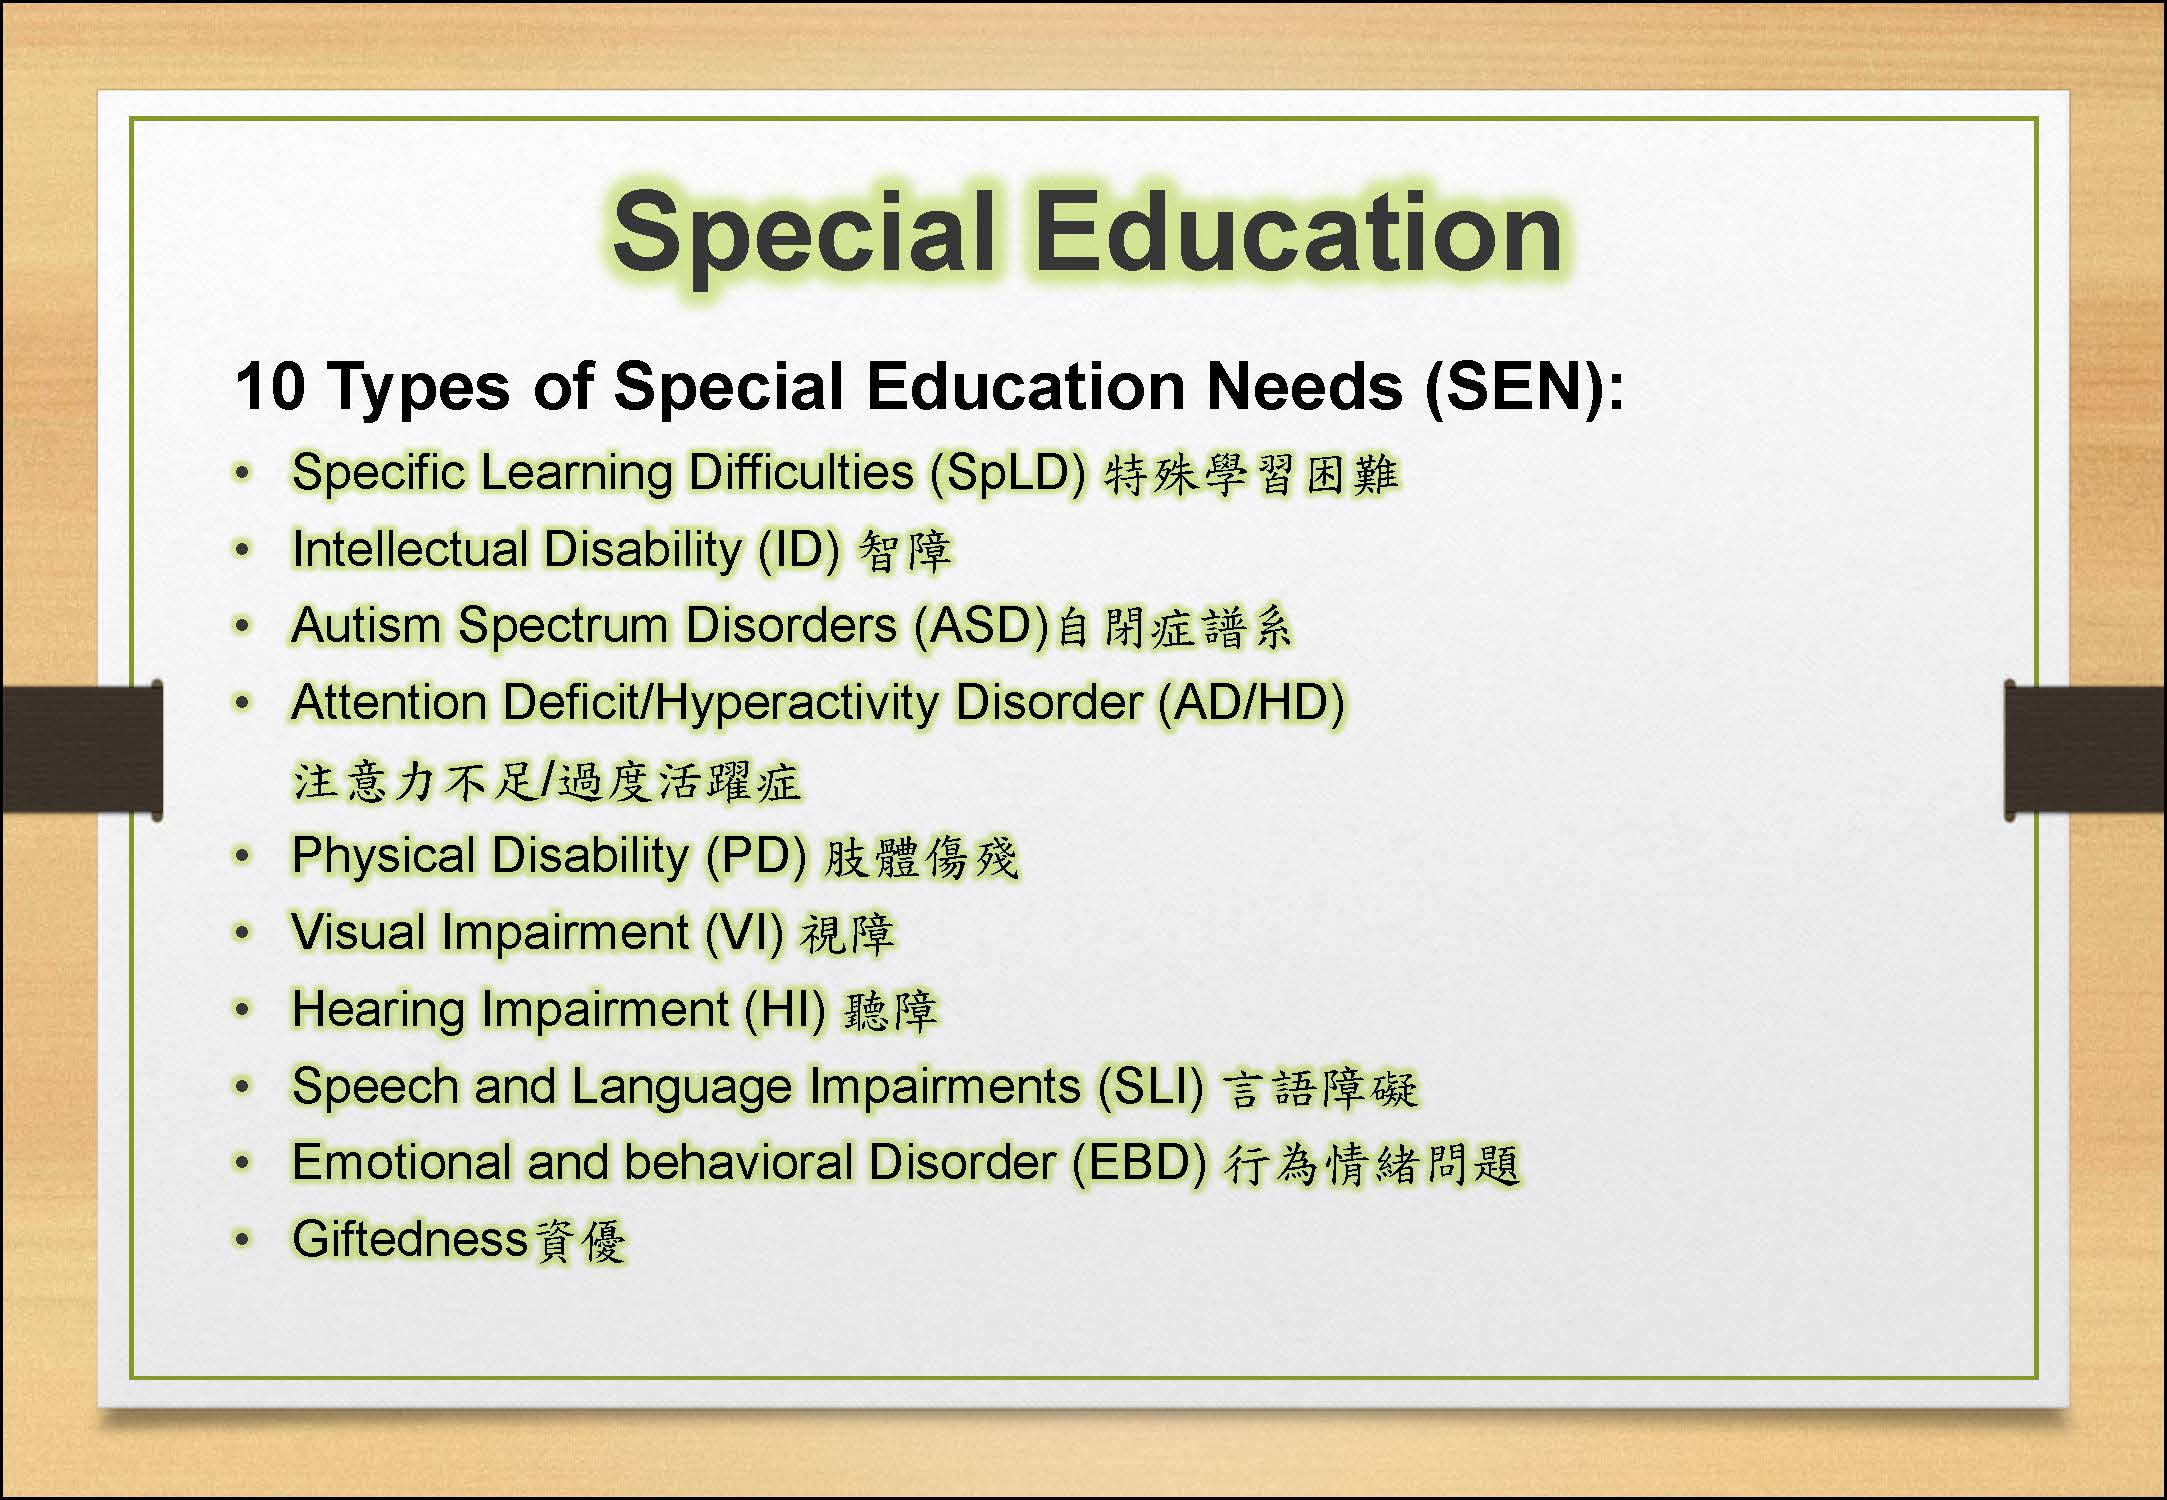 Special Education
10 Types of Special Education Needs (SEN):
• Specific Learning Difficulties (SpLD) 特殊學習困難
• Intellectual Disability (ID) 智障
• Autism Spectrum Disorders (ASD)自閉症譜系
• Attention Deficit/Hyperactivity Disorder (AD/HD)
注意力不足/過度活躍症
• Physical Disability (PD) 肢體傷殘
• Visual Impairment (VI) 視障
• Hearing Impairment (HI) 聽障
• Speech and Language Impairments (SLI) 言語障礙
• Emotional and behavioral Disorder (EBD) 行為情緒問題
• Giftedness資優